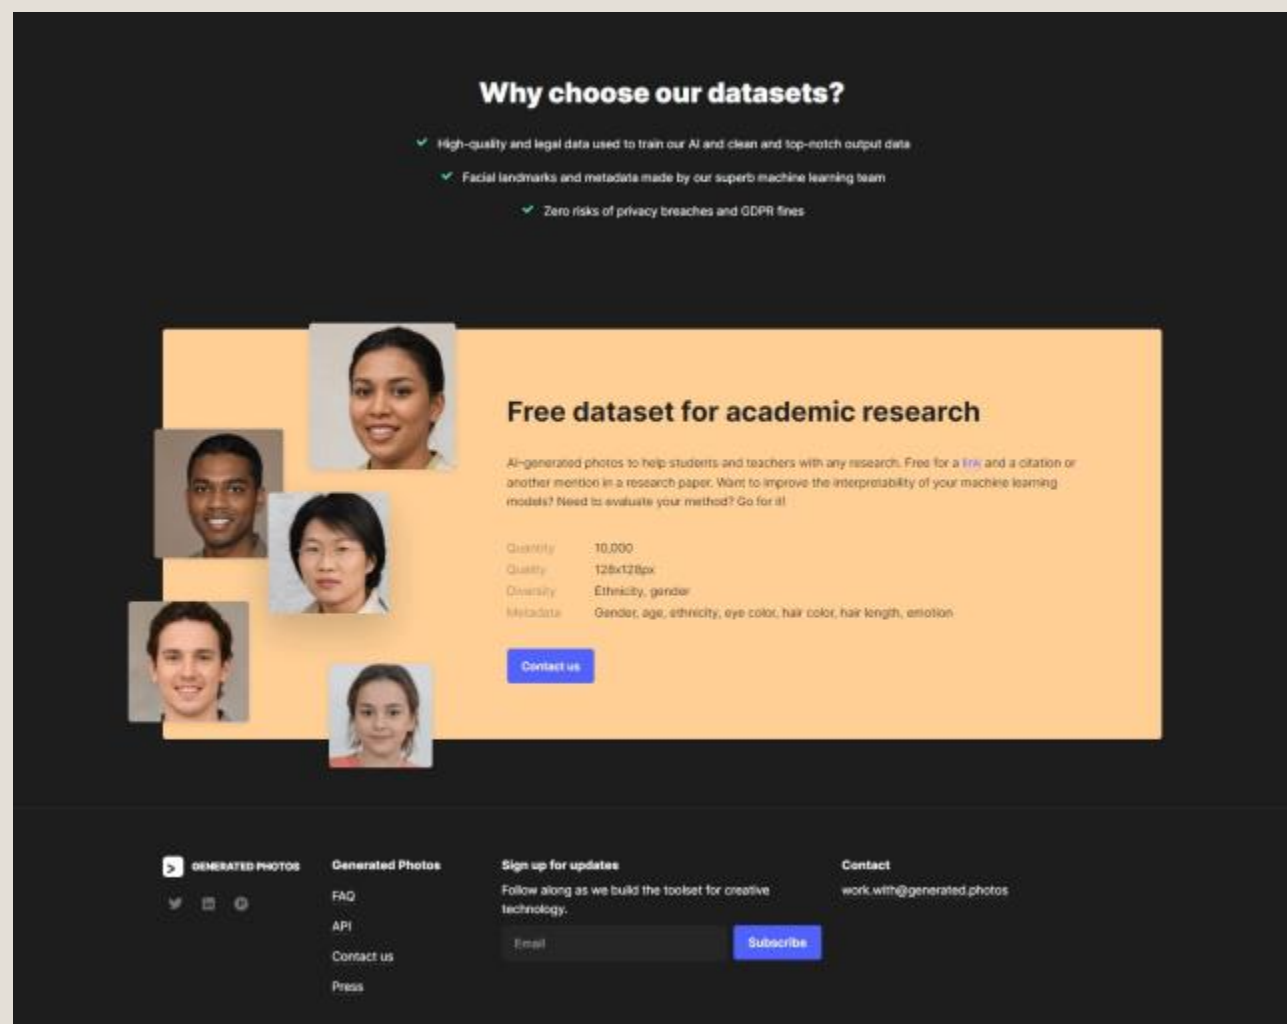 Why choose our datasets?
High-quality and legal data used to train our AI and clean and top-notch output data
Facial landmarks and metadata made by our superb machine learning team
Zero risks of privacy breaches and GDPR fines
Free dataset for academic research
AI-generated photos to help students and teachers with any research. Free for a link and a citation or
another mention in a research paper. Want to improve the interpretability of your machine learning
models? Need to evaluate your method? Go for it!
Quantity 10,000
Quality 128x128px
Diversity Ethnicity, gender
Metadata Gender, age, ethnicity, eye color, hair color, hair length, emotion
Contact us
GENERATED PHOTOS
Generated Photos
FAQ
API
Contact us
Press
Sign up for updates
Follow along as we build the toolset for creative
technology.
Email
Subscribe
Contact
work.with@generated.photos